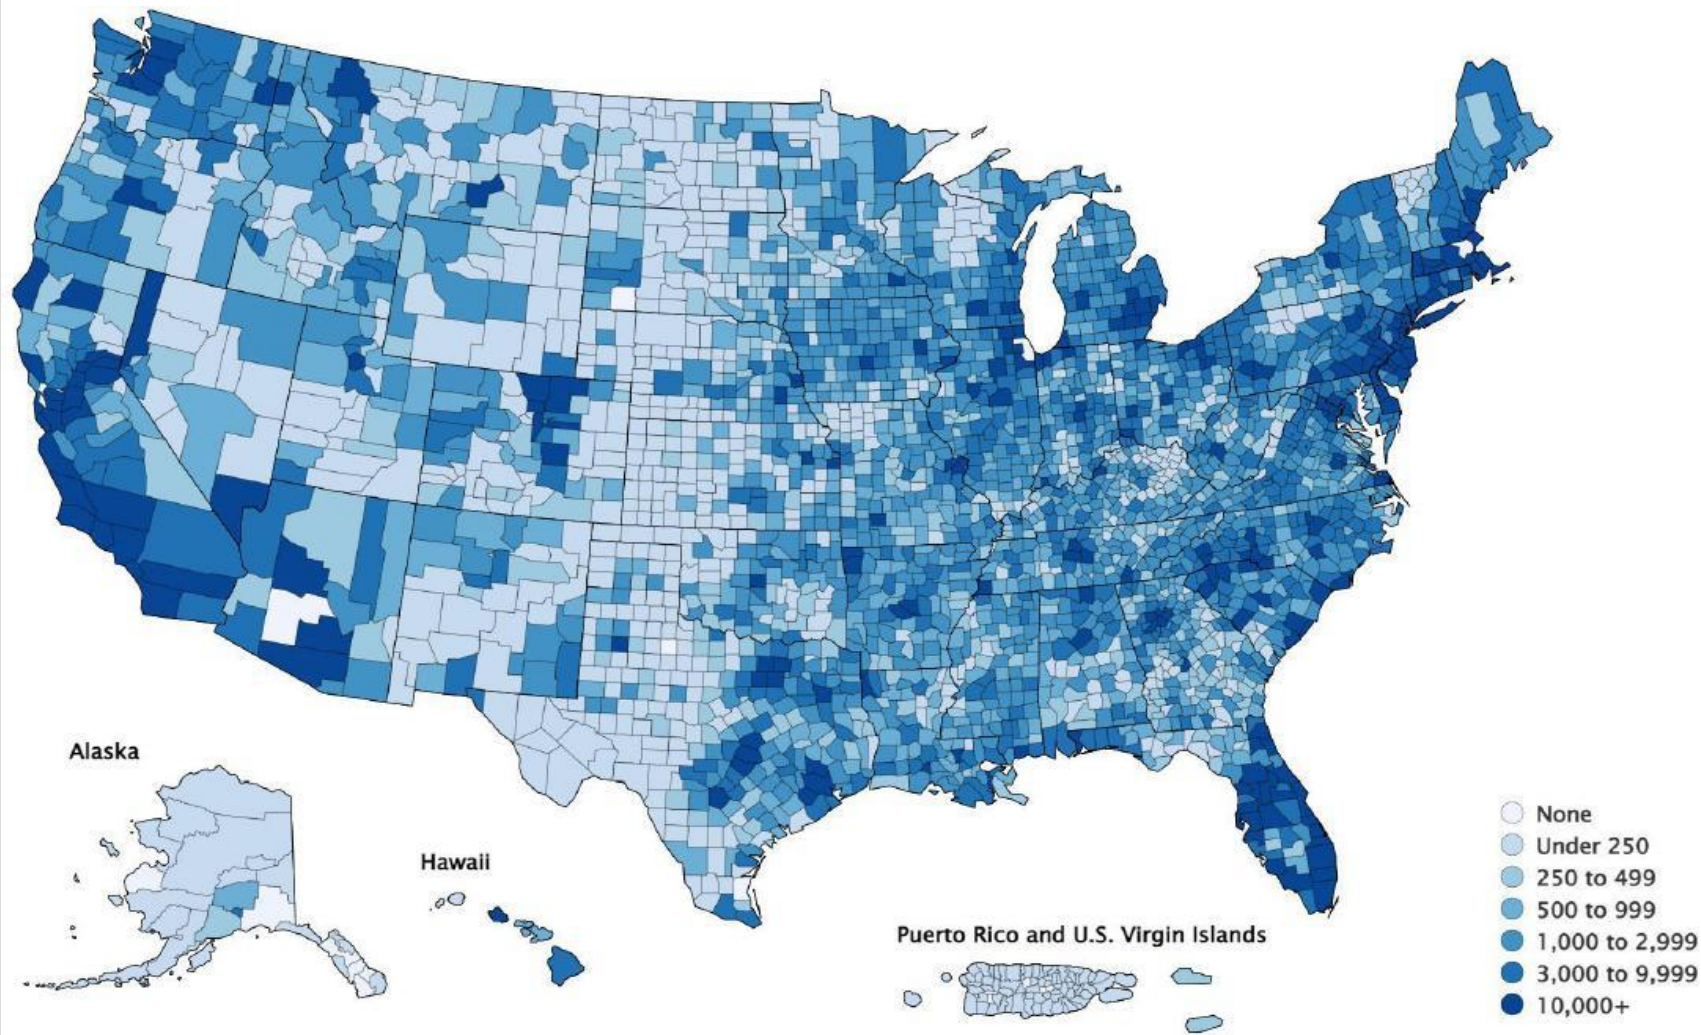 Alaska
Hawaii
Puerto Rico and U.S. Virgin Islands
None
Under 250
250 to 499
500 to 999
1,000 to 2,999
3,000 to 9,999
10,000+